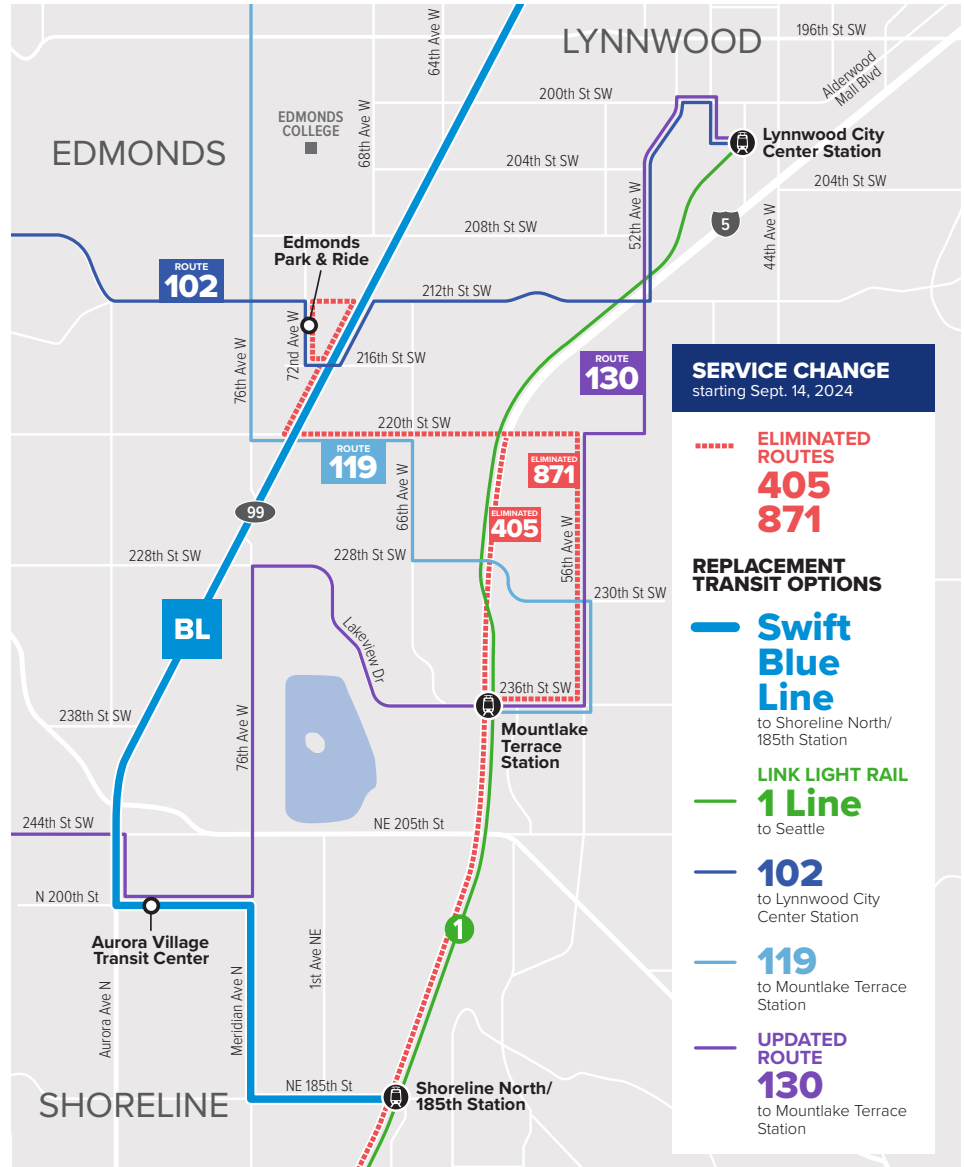 LYNNWOOD
196th St SW
64th Ave W
Alderwood
Mall Blvd
200th St SW
EDMONDS
COLLEGE
68th Ave W
EDMONDS
Lynnwood City
Center Station
204th St SW
204th St SW
52th Ave W
5
44th Ave W
208th St SW
Edmonds
Park & Ride
ROUTE
102
212th St SW
72nd Ave W
76th Ave W
216th St SW
ROUTE
130
220th St SW
ROUTE
119
ELIMINATED
871
66th Ave W
ELIMINATED
405
99
56th Ave W
228th St SW
228th St SW
230th St SW
BL
Lakeview Dr
236th St SW
238th St SW
76th Ave W
Mountlake
Terrace
Station
244th St SW
NE 205th St
N 200th St
1
Aurora Village
Transit Center
Aurora Ave N
Meridian Ave N
1st Ave NE
NE 185th St
Shoreline North/
185th Station
SHORELINE
SERVICE CHANGE
starting Sept. 14, 2024
ELIMINATED
ROUTES
405
871
REPLACEMENT
TRANSIT OPTIONS
Swift
Blue
Line
to Shoreline North/
185th Station
LINK LIGHT RAIL
1 Line
to Seattle
102
to Lynnwood City
Center Station
119
to Mountlake Terrace
Station
UPDATED
ROUTE
130
to Mountlake Terrace
Station